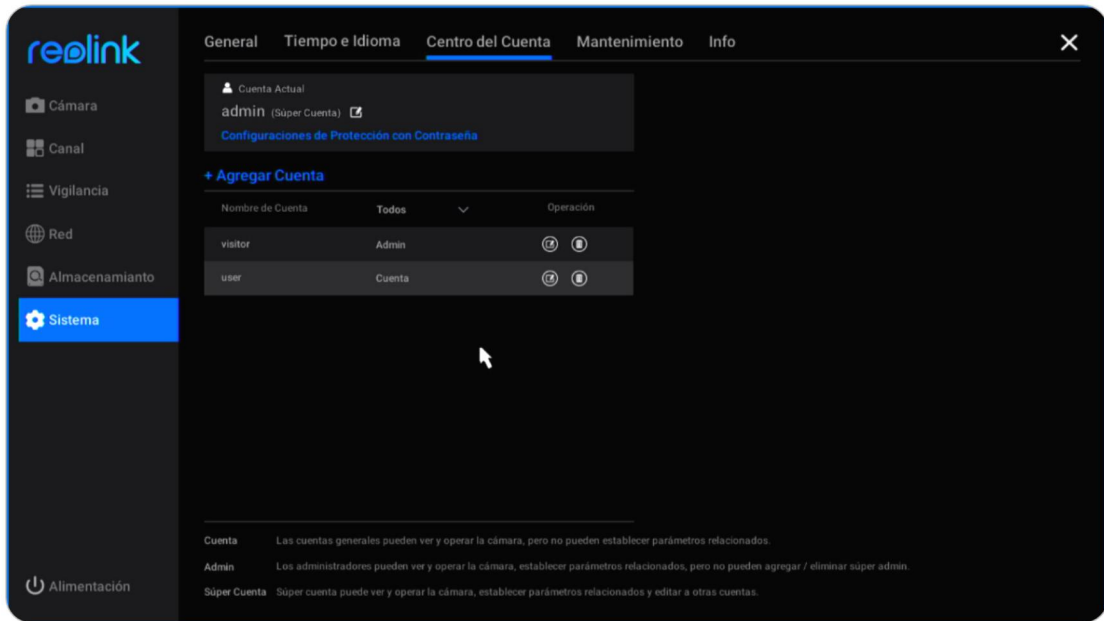 reolink
General Tiempo e Idioma Centro del Cuenta Mantenimiento Info
Cámara
Canal
Vigilancia
Red
Almacenamianto
Sistema
Alimentación
Cuenta Actual
admin (Súper Cuenta)
Configuraciones de Protección con Contraseña
+ Agregar Cuenta
Nombre de Cuenta Todos Operación
visitor Admin
user Cuenta
Cuenta Las cuentas generales pueden ver y operar la cámara, pero no pueden establecer parámetros relacionados.
Admin Los administradores pueden ver y operar la cámara, establecer parámetros relacionados, pero no pueden agregar / eliminar súper admin.
Súper Cuenta Súper cuenta puede ver y operar la cámara, establecer parámetros relacionados y editar a otras cuentas.